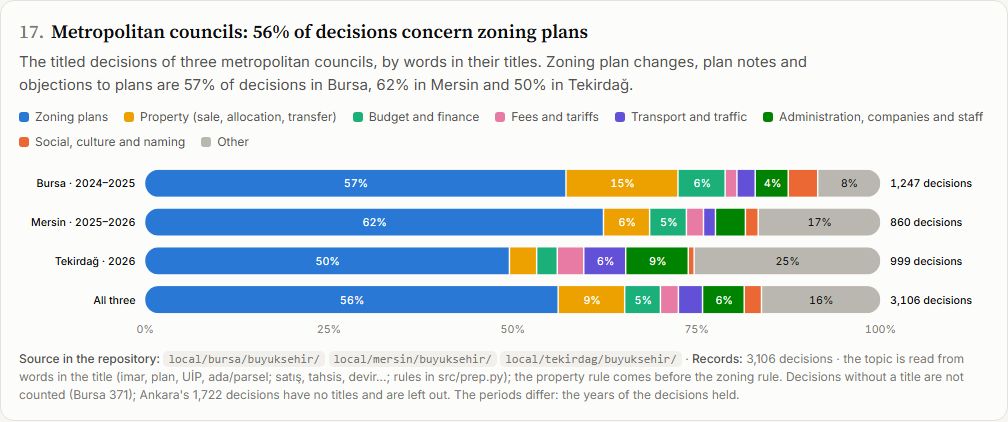 17. Metropolitan councils: 56% of decisions concern zoning plans
The titled decisions of three metropolitan councils, by words in their titles. Zoning plan changes, plan notes and
objections to plans are 57% of decisions in Bursa, 62% in Mersin and 50% in Tekirdağ.
Zoning plans Property (sale, allocation, transfer) Budget and finance Fees and tariffs Transport and traffic Administration, companies and staff
Social, culture and naming Other
Bursa · 2024–2025 57% 15% 6% 4% 8% 1,247 decisions
Mersin · 2025–2026 62% 6% 5% 17% 860 decisions
Tekirdağ · 2026 50% 6% 9% 25% 999 decisions
All three 56% 9% 5% 6% 16% 3,106 decisions
0% 25% 50% 75% 100%
Source in the repository: local/bursa/buyuksehir/ local/mersin/buyuksehir/ local/tekirdag/buyuksehir/ · Records: 3,106 decisions · the topic is read from
words in the title (imar, plan, UİP, ada/parsel; satış, tahsis, devir...; rules in src/prep.py); the property rule comes before the zoning rule. Decisions without a title are not
counted (Bursa 371); Ankara's 1,722 decisions have no titles and are left out. The periods differ: the years of the decisions held.